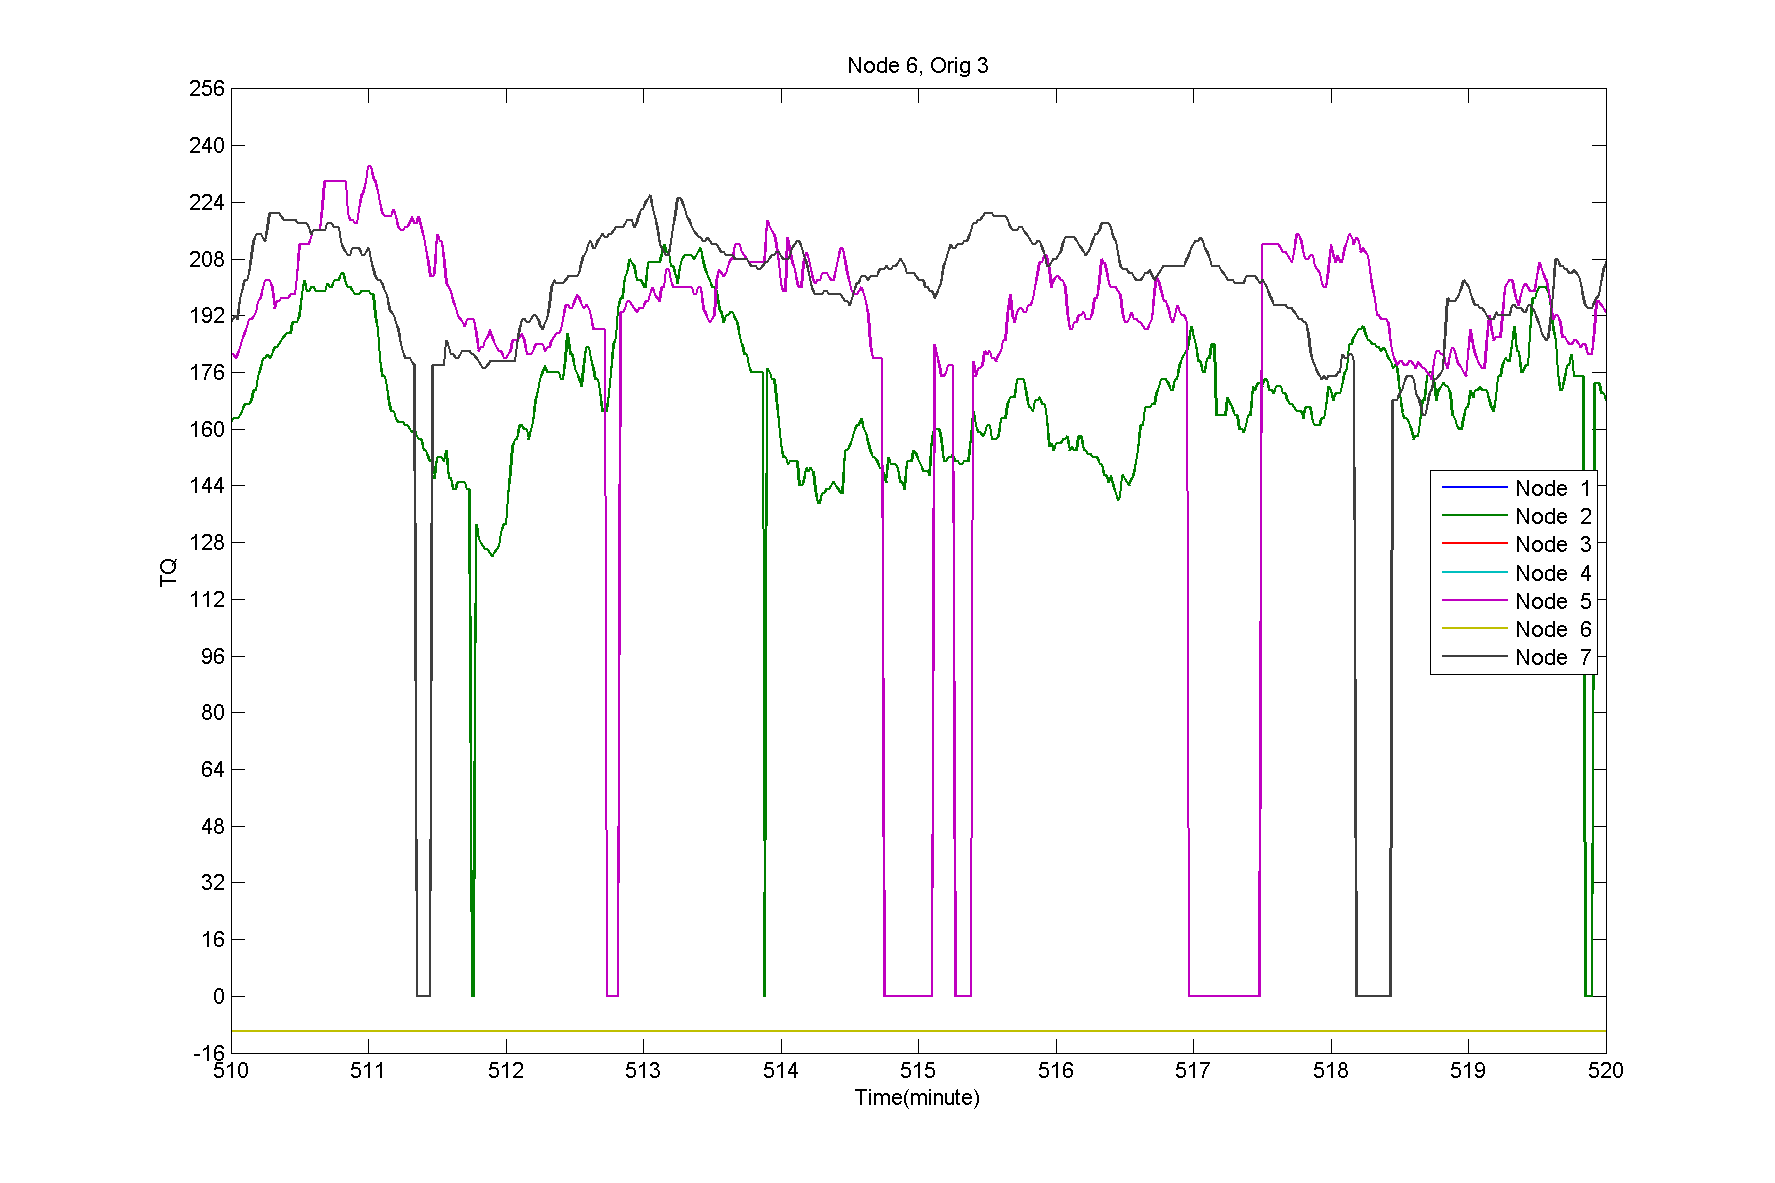 Node 6, Orig 3
256
240
224
208
192
176
160
144
128
112
96
80
64
48
32
16
0
-16
TQ
Node 1
Node 2
Node 3
Node 4
Node 5
Node 6
Node 7
510 511 512 513 514 515 516 517 518 519 520
Time(minute)